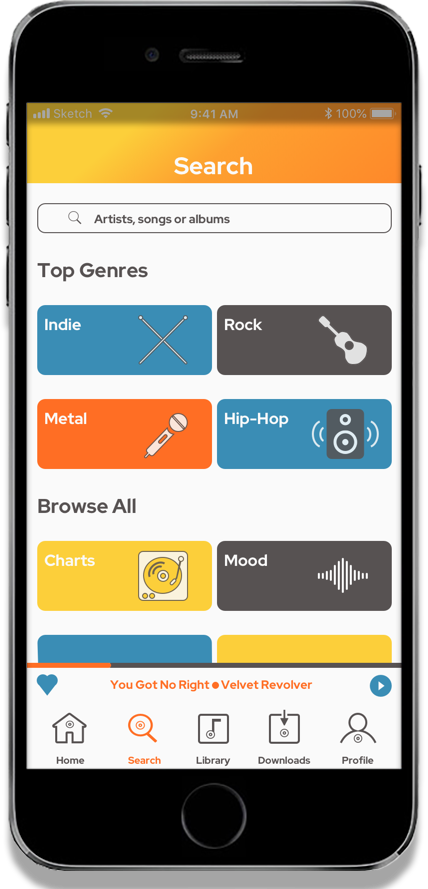 Sketch 9:41 AM 100%
Search
Artists, songs or albums
Top Genres
Indie Rock
Metal Hip-Hop
Browse All
Charts Mood
You Got No Right ● Velvet Revolver
Home Search Library Downloads Profile